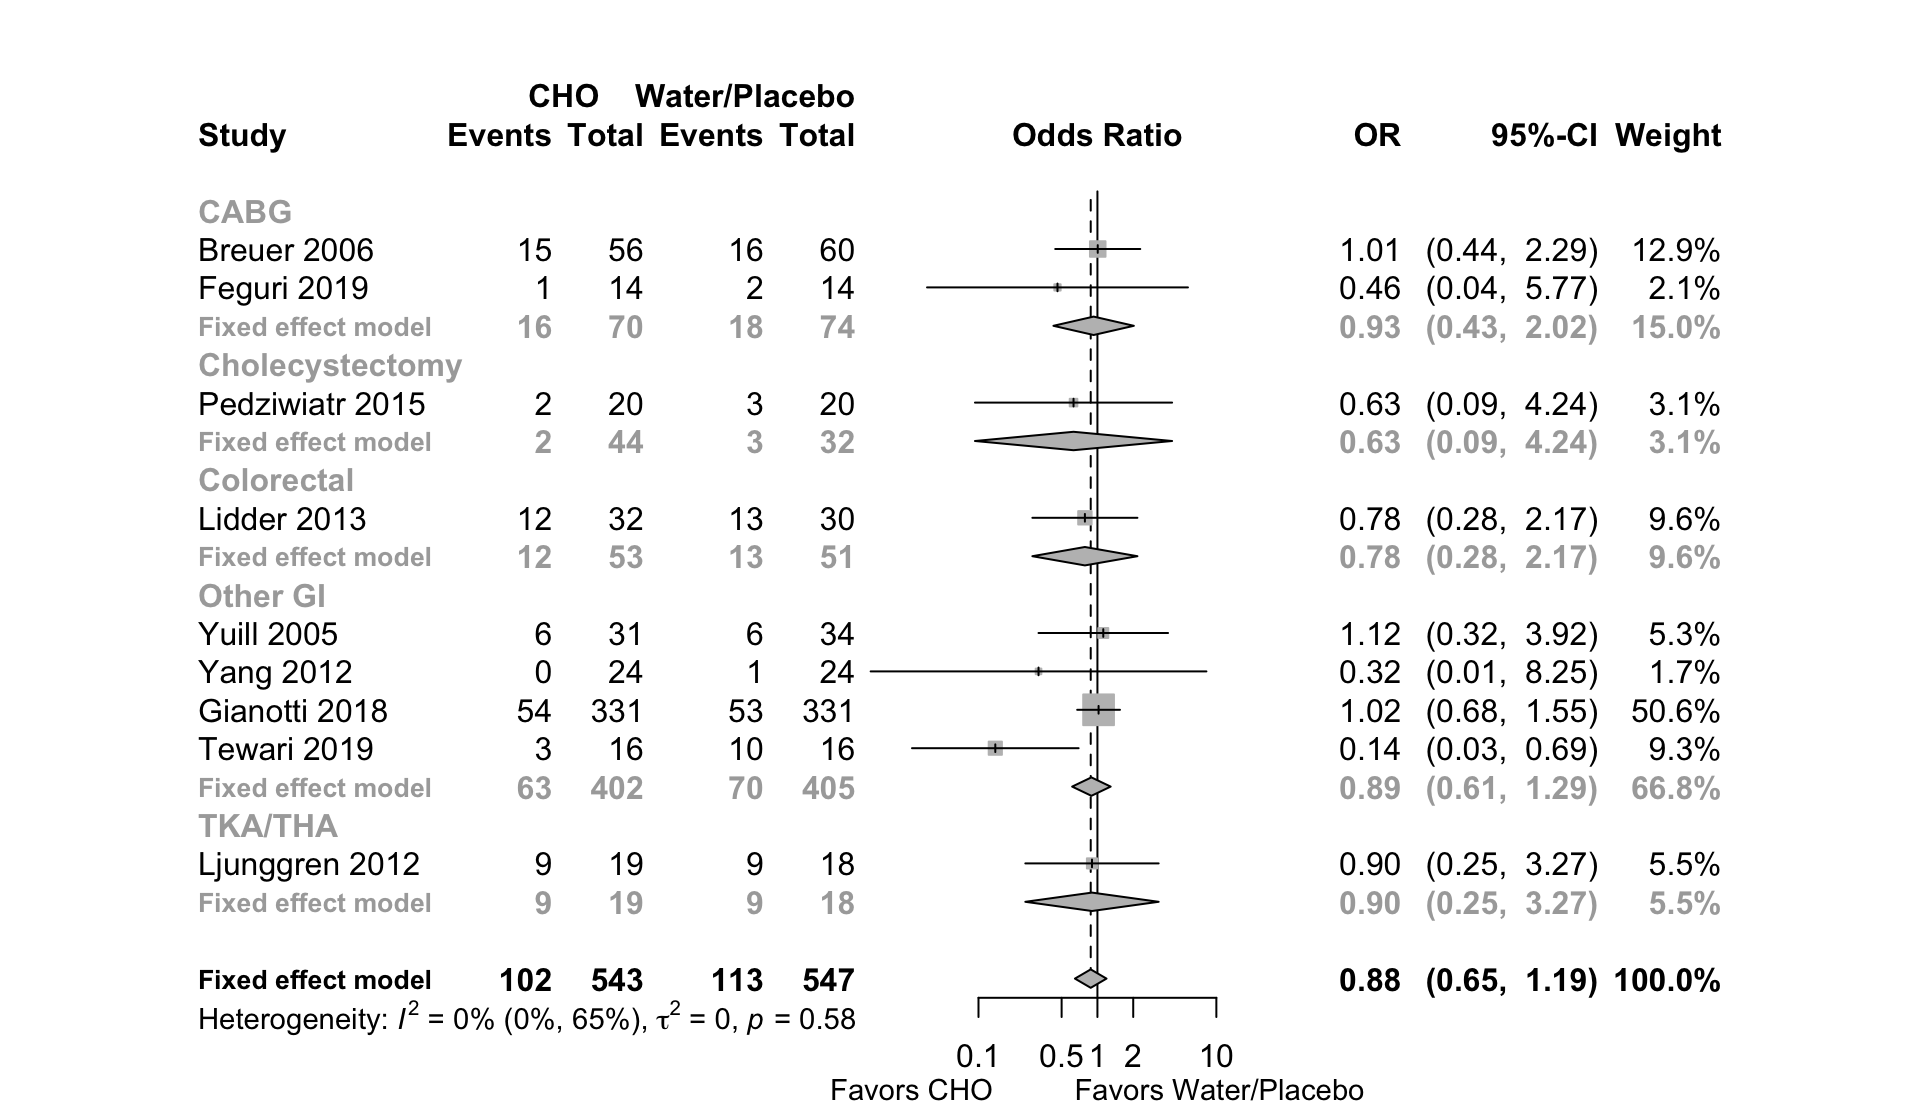 CHO Water/Placebo
Study Events Total Events Total Odds Ratio OR 95%-CI Weight
CABG
Breuer 2006 15 56 16 60 1.01 (0.44, 2.29) 12.9%
Feguri 2019 1 14 2 14 0.46 (0.04, 5.77) 2.1%
Fixed effect model 16 70 18 74 0.93 (0.43, 2.02) 15.0%
Cholecystectomy
Pedziwiatr 2015 2 20 3 20 0.63 (0.09, 4.24) 3.1%
Fixed effect model 2 44 3 32 0.63 (0.09, 4.24) 3.1%
Colorectal
Lidder 2013 12 32 13 30 0.78 (0.28, 2.17) 9.6%
Fixed effect model 12 53 13 51 0.78 (0.28, 2.17) 9.6%
Other GI
Yuill 2005 6 31 6 34 1.12 (0.32, 3.92) 5.3%
Yang 2012 0 24 1 24 0.32 (0.01, 8.25) 1.7%
Gianotti 2018 54 331 53 331 1.02 (0.68, 1.55) 50.6%
Tewari 2019 3 16 10 16 0.14 (0.03, 0.69) 9.3%
Fixed effect model 63 402 70 405 0.89 (0.61, 1.29) 66.8%
TKA/THA
Ljunggren 2012 9 19 9 18 0.90 (0.25, 3.27) 5.5%
Fixed effect model 9 19 9 18 0.90 (0.25, 3.27) 5.5%
Fixed effect model 102 543 113 547 0.88 (0.65, 1.19) 100.0%
Heterogeneity: I² = 0% (0%, 65%), τ² = 0, p = 0.58
0.1 0.5 1 2 10
Favors CHO Favors Water/Placebo